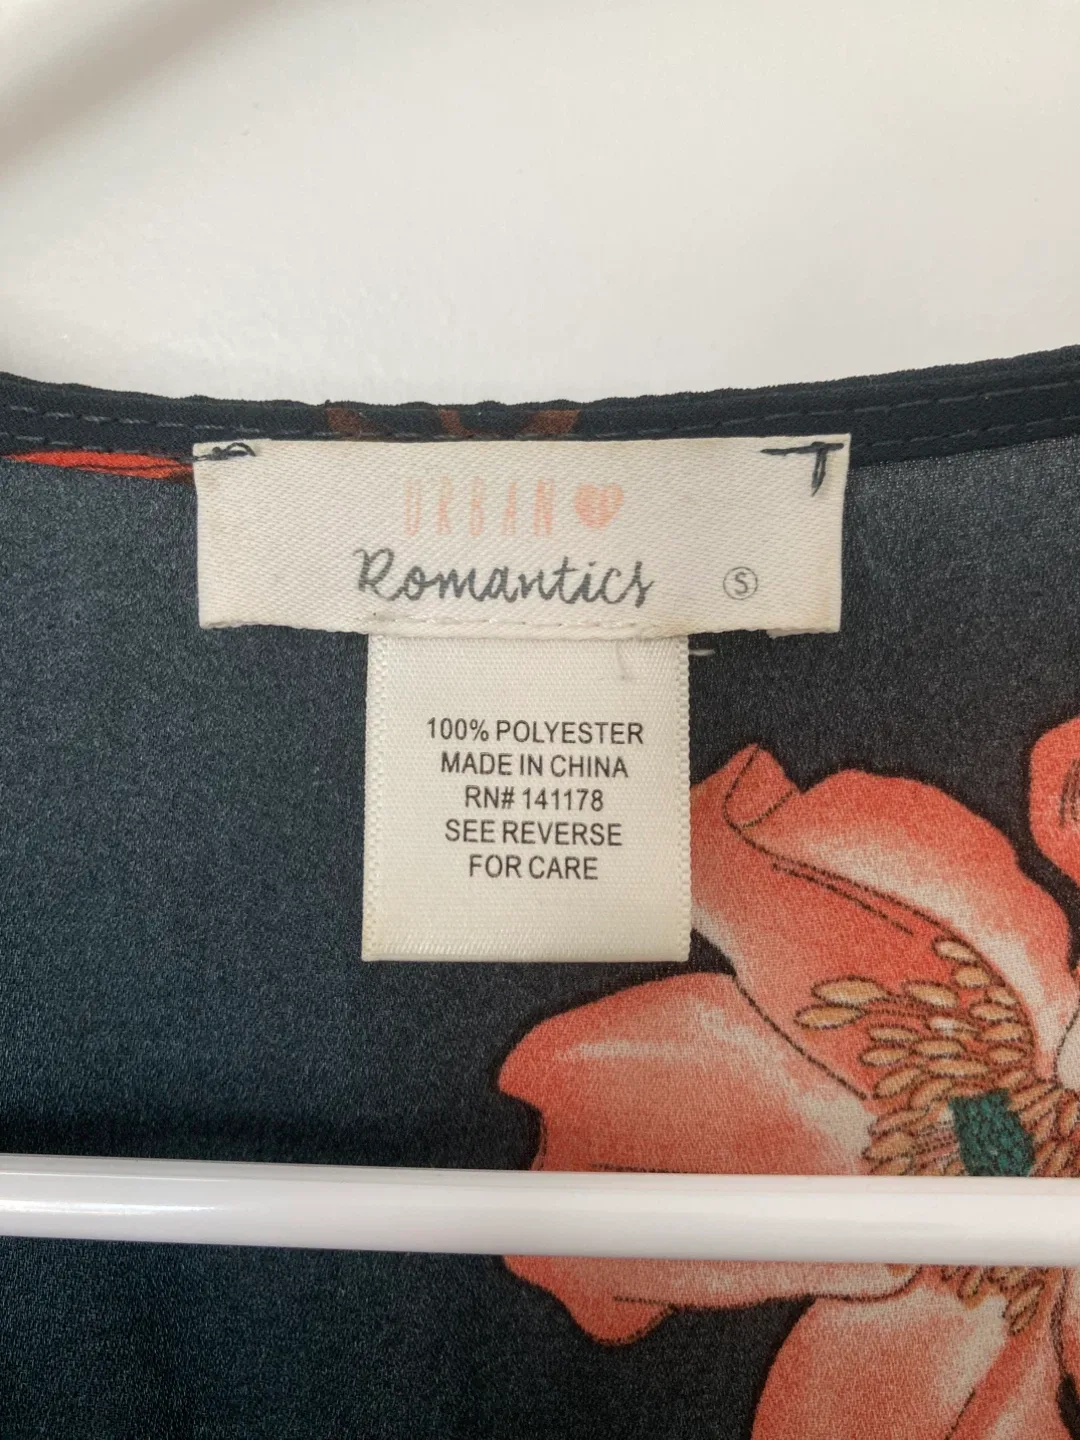 URBAN
Romantics S
100% POLYESTER
MADE IN CHINA
RN# 141178
SEE REVERSE
FOR CARE